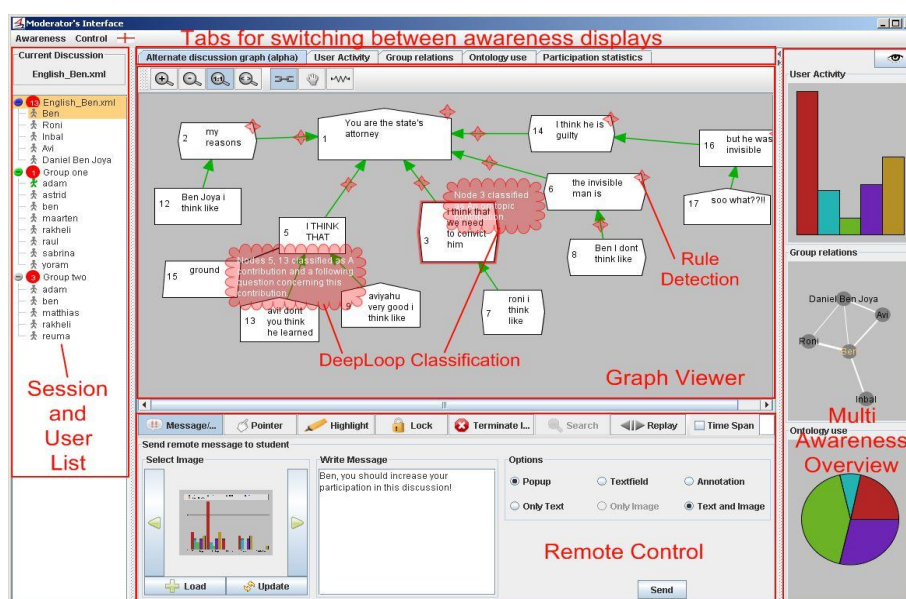 Moderator's Interface
Awareness Control
Tabs for switching between awareness displays
Current Discussion
English_Ben.xml
Alternate discussion graph (alpha)
User Activity
Group relations
Ontology use
Participation statistics
13 English_Ben.xml
Ben
Roni
Inbal
Avi
Daniel Ben Joya
1 Group one
adam
astrid
ben
maarten
rakheli
raul
sabrina
yoram
3 Group two
adam
ben
matthias
rakheli
reuma
Session
and
User
List
1:1
2
my
reasons
1
You are the state's
attorney
14
I think he is
guilty
16
but he was
invisible
12
Ben Joya i
think like
6
the invisible
man is
17
soo what??!!
5
I THINK
THAT
Node 3 classified
3
i think that
we need
to convict
him
8
Ben I dont
think like
15
ground
Nodes 5, 13 classified as A
contribution and a following
question concerning this
contribution
13
avi! dont
you think
he learned
9
aviyahu
very good i
think like
7
roni i
think
like
Rule
Detection
DeepLoop Classification
Graph Viewer
User Activity
Group relations
Daniel Ben Joya
Avi
Roni
Ben
Inbal
Ontology use
Multi
Awareness
Overview
Message/...
Pointer
Highlight
Lock
Terminate I...
Search
Replay
Time Span
Send remote message to student
Select Image
Load
Update
Write Message
Ben, you should increase your
participation in this discussion!
Options
Popup
Textfield
Annotation
Only Text
Only Image
Text and Image
Remote Control
Send